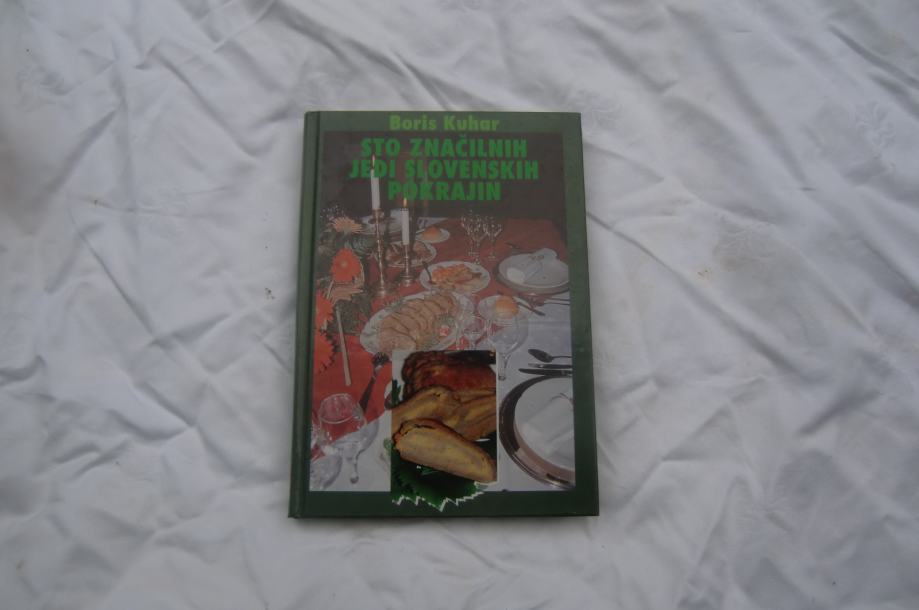 Boris Kuhar
STO ZNAČILNIH
JEDI SLOVENSKIH
POKRAJIN